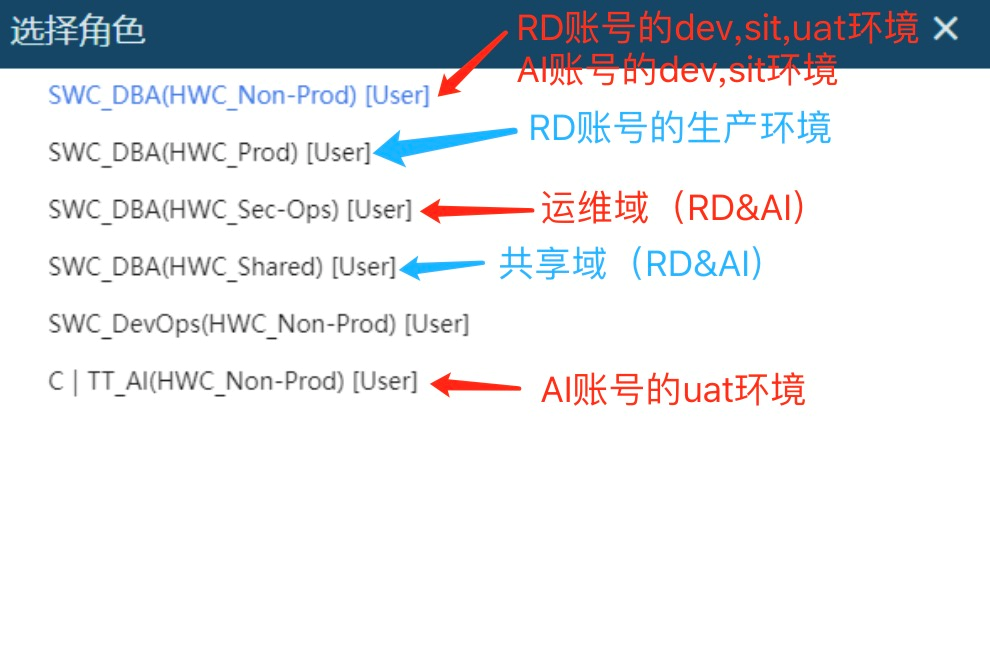 选择角色
RD账号的dev,sit,uat环境
AI账号的dev,sit环境
SWC_DBA(HWC_Non-Prod) [User]
RD账号的生产环境
SWC_DBA(HWC_Prod) [User]
SWC_DBA(HWC_Sec-Ops) [User]
运维域（RD&AI）
SWC_DBA(HWC_Shared) [User]
共享域（RD&AI）
SWC_DevOps(HWC_Non-Prod) [User]
C | TT_AI(HWC_Non-Prod) [User]
AI账号的uat环境